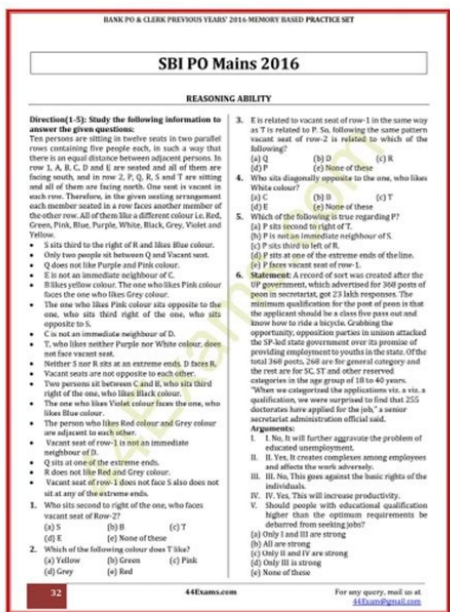 BANK PO & CLERK PREVIOUS YEARS' 2016 MEMORY BASED PRACTICE SET
SBI PO Mains 2016
REASONING ABILITY
Direction(1-5): Study the following information to
answer the given questions:
Ten persons are sitting in twelve seats in two parallel
rows containing five people each, in such a way that
there is an equal distance between adjacent persons. In
row 1, A, B, C, D and E are seated and all of them are
facing south, and in row 2, P, Q, R, S and T are sitting
and all of them are facing north. One seat is vacant in
each row. Therefore, in the given seating arrangement
each member seated in a row faces another member of
the other row. All of them like a different colour i.e. Red,
Green, Pink, Blue, Purple, White, Black, Grey, Violet and
Yellow.
• S sits third to the right of R and likes Blue colour.
• Only two people sit between Q and Vacant seat.
• Q does not like Purple and Pink colour.
• E is not an immediate neighbour of C.
• B likes yellow colour. The one who likes Pink colour
faces the one who likes Grey colour.
• The one who likes Pink colour sits opposite to the
one, who sits third right of the one, who sits
opposite to S.
• C is not an immediate neighbour of D.
• T, who likes neither Purple nor White colour, does
not face vacant seat.
• Neither S nor R sits at an extreme ends. D faces R.
• Vacant seats are not opposite to each other.
• Two persons sit between C and B, who sits third
right of the one, who likes Black colour.
• The one who likes Violet colour faces the one, who
likes Blue colour.
• The person who likes Red colour and Grey colour
are adjacent to each other.
• Vacant seat of row-1 is not an immediate
neighbour of D.
• Q sits at one of the extreme ends.
• R does not like Red and Grey colour.
• Vacant seat of row-1 does not face S also does not
sit at any of the extreme ends.
1. Who sits second to right of the one, who faces
vacant seat of Row-2?
(a) S (b) B (c) T
(d) E (e) None of these
2. Which of the following colour does T like?
(a) Yellow (b) Green (c) Pink
(d) Grey (e) Red
3. E is related to vacant seat of row-1 in the same way
as T is related to P. So, following the same pattern
vacant seat of row-2 is related to which of the
following?
(a) Q (b) D (c) R
(d) P (e) None of these
4. Who sits diagonally opposite to the one, who likes
White colour?
(a) C (b) B (c) T
(d) E (e) None of these
5. Which of the following is true regarding P?
(a) P sits second to right of T.
(b) P is not an immediate neighbour of S.
(c) P sits third to left of R.
(d) P sits at one of the extreme ends of the line.
(e) P faces vacant seat of row-1.
6. Statement: A record of sort was created after the
UP government, which advertised for 368 posts of
peon in secretariat, got 23 lakh responses. The
minimum qualification for the post of peon is that
the applicant should be a class five pass out and
know how to ride a bicycle. Grabbing the
opportunity, opposition parties in unison attacked
the SP-led state government over its promise of
providing employment to youths in the state. Of the
total 368 posts, 268 are for general category and
the rest are for SC, ST and other reserved
categories in the age group of 18 to 40 years.
"When we categorized the applications viz. a viz. a
qualification, we were surprised to find that 255
doctorates have applied for the job," a senior
secretariat administration official said.
Arguments:
I. I. No, It will further aggravate the problem of
educated unemployment.
II. II. Yes, It creates complexes among employees
and affects the work adversely.
III. III. No, This goes against the basic rights of the
individuals.
IV. IV. Yes, This will increase productivity.
V. Should people with educational qualification
higher than the optimum requirements be
debarred from seeking jobs?
(a) Only I and III are strong
(b) All are strong
(c) Only II and IV are strong
(d) Only III is strong
(e) None of these
32 44Exams.com For any query, mail us at
44Exam@gmail.com
44exams.com